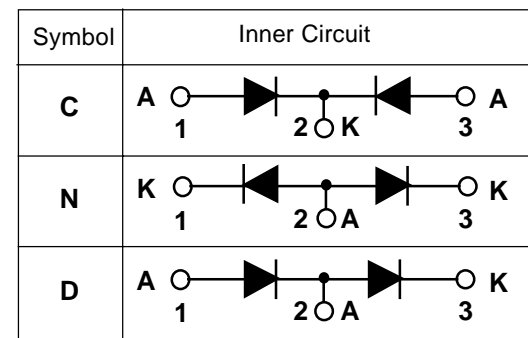 Symbol Inner Circuit
C A A
1 2 K 3
N K K
1 2 A 3
D A K
1 2 A 3